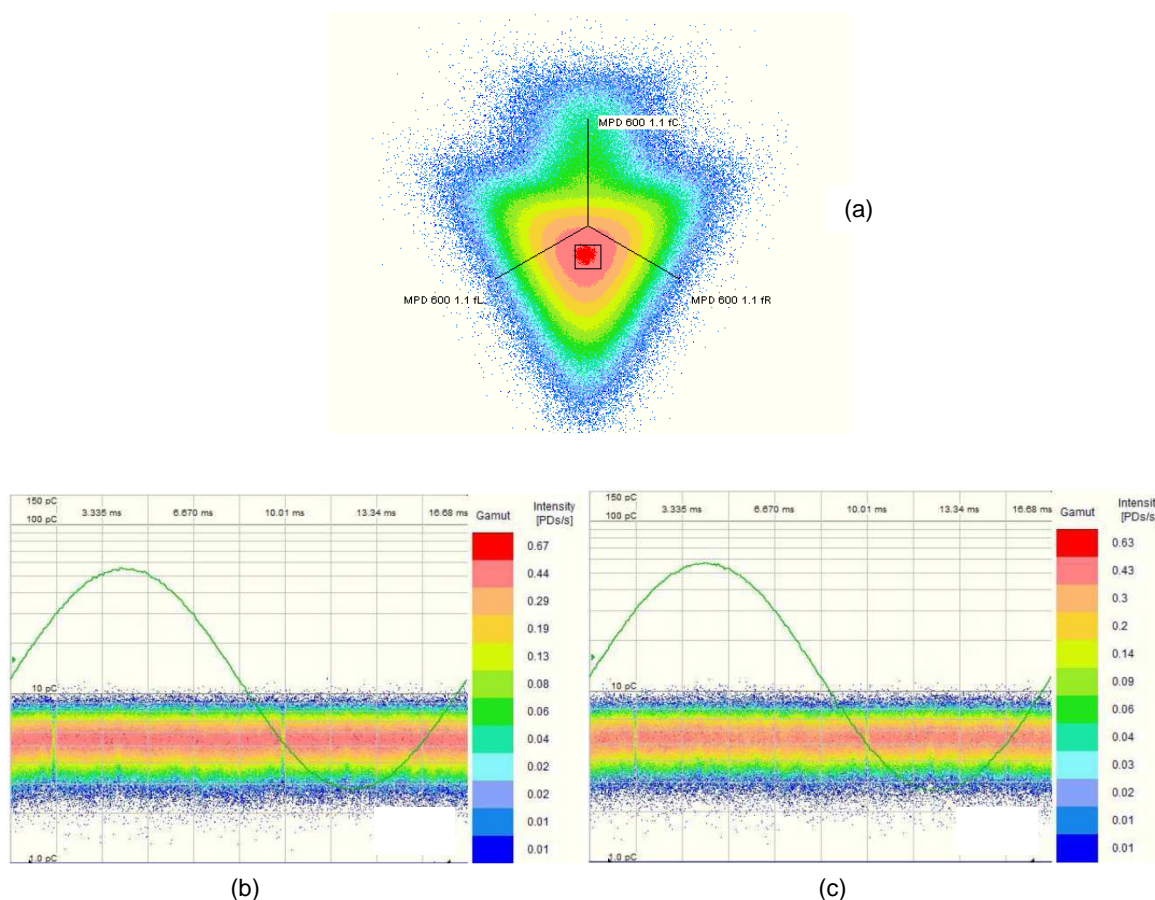 MPD 600 1.1 fC
(a)
MPD 600 1.1 fL
MPD 600 1.1 fR
150 pC
3.335 ms 6.670 ms 10.01 ms 13.34 ms 16.68 ms
100 pC
10 pC
1.0 pC
Gamut
Intensity
[PDs/s]
0.67
0.44
0.29
0.19
0.13
0.08
0.06
0.04
0.02
0.02
0.01
0.01
(b)
150 pC
3.335 ms 6.670 ms 10.01 ms 13.34 ms 16.68 ms
100 pC
10 pC
1.0 pC
Gamut
Intensit
[PDs/s
0.63
0.43
0.3
0.2
0.14
0.09
0.06
0.04
0.03
0.02
0.01
0.01
(c)